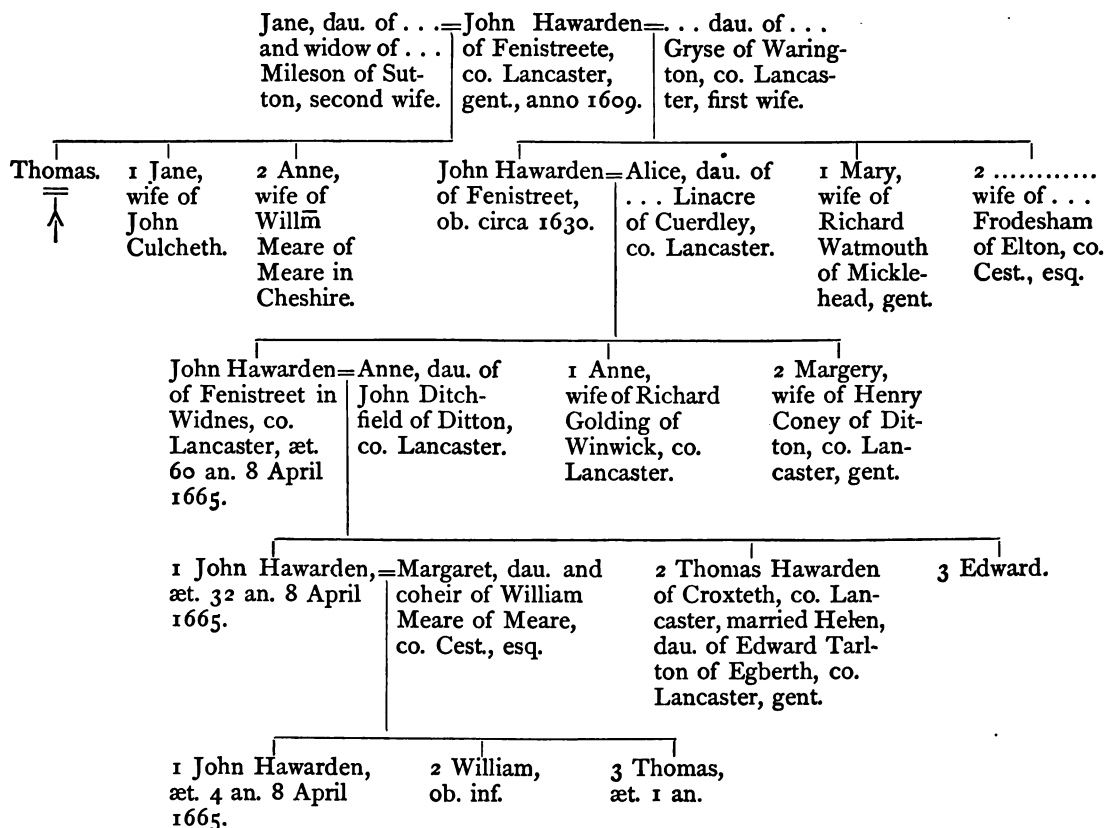 Jane, dau. of . . .
and widow of . . .
Mileson of Sut-
ton, second wife.
=John Hawarden=
of Fenistreete,
co. Lancaster,
gent., anno 1609.
. . . dau. of . . .
Gryse of Waring-
ton, co. Lancas-
ter, first wife.
Thomas.
1 Jane,
wife of
John
Culcheth.
2 Anne,
wife of
Willm̄
Meare of
Meare in
Cheshire.
John Hawarden=
of Fenistreet,
ob. circa 1630.
Alice, dau. of
. . . Linacre
of Cuerdley,
co. Lancaster.
1 Mary,
wife of
Richard
Watmouth
of Mickle-
head, gent.
2 ............
wife of . . .
Frodesham
of Elton, co.
Cest., esq.
John Hawarden=
of Fenistreet in
Widnes, co.
Lancaster, æt.
60 an. 8 April
1665.
Anne, dau. of
John Ditch-
field of Ditton,
co. Lancaster.
1 Anne,
wife of Richard
Golding of
Winwick, co.
Lancaster.
2 Margery,
wife of Henry
Coney of Dit-
ton, co. Lan-
caster, gent.
1 John Hawarden,=
æt. 32 an. 8 April
1665.
Margaret, dau. and
coheir of William
Meare of Meare,
co. Cest., esq.
2 Thomas Hawarden
of Croxteth, co. Lan-
caster, married Helen,
dau. of Edward Tarl-
ton of Egberth, co.
Lancaster, gent.
3 Edward.
1 John Hawarden,
æt. 4 an. 8 April
1665.
2 William,
ob. inf.
3 Thomas,
æt. 1 an.